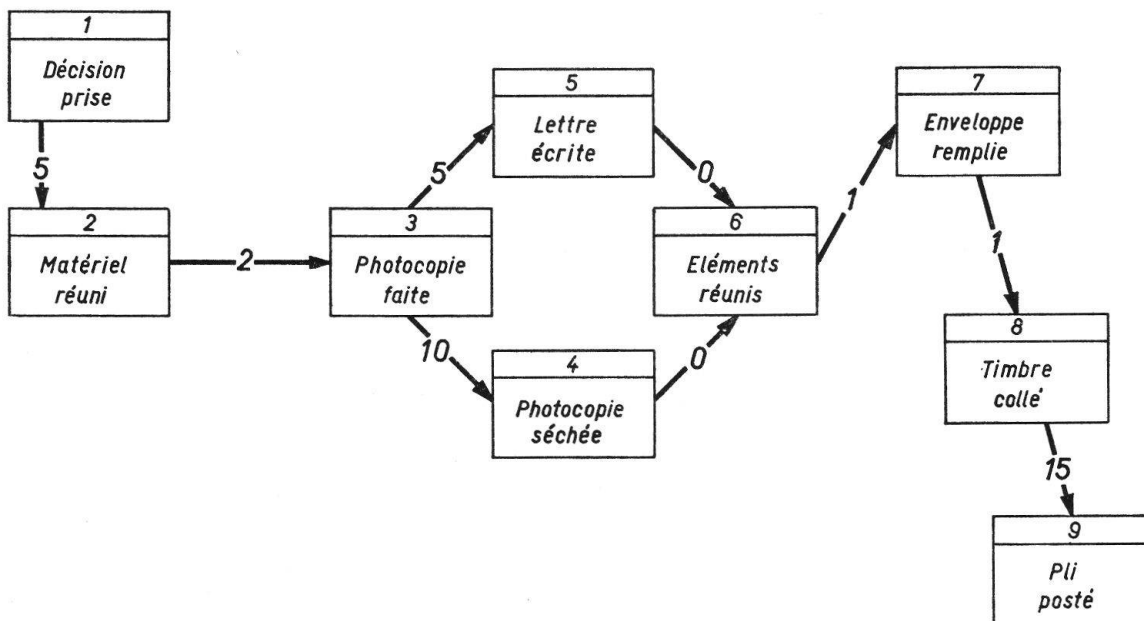 1
Décision
prise
5
2
Matériel
réuni
2
3
Photocopie
faite
5
10
5
Lettre
écrite
4
Photocopie
séchée
0
0
6
Eléments
réunis
1
7
Enveloppe
remplie
1
8
Timbre
collé
15
9
Pli
posté